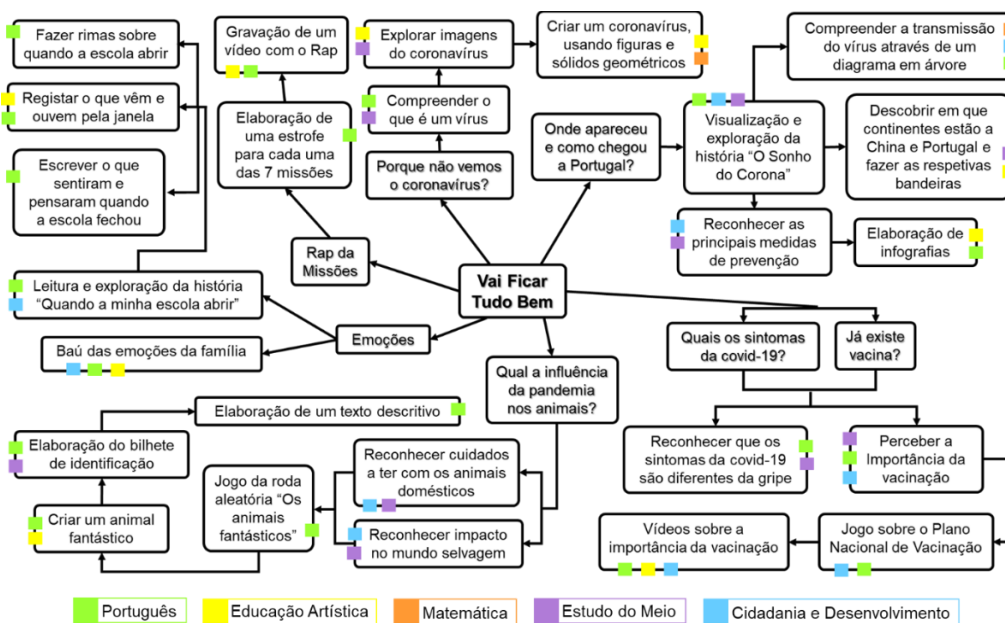 Fazer rimas sobre
quando a escola abrir
Registar o que vêm e
ouvem pela janela
Escrever o que
sentiram e
pensaram quando
a escola fechou
Leitura e exploração da história
“Quando a minha escola abrir”
Baú das emoções da família
Emoções
Gravação de um
vídeo com o Rap
Elaboração de
uma estrofe
para cada uma
das 7 missões
Rap da
Missões
Explorar imagens
do coronavírus
Compreender o
que é um vírus
Porque não vemos
o coronavírus?
Criar um coronavírus,
usando figuras e
sólidos geométricos
Onde apareceu
e como chegou
a Portugal?
Visualização e
exploração da
história “O Sonho
do Corona”
Compreender a transmissão
do vírus através de um
diagrama em árvore
Descobrir em que
continentes estão a
China e Portugal e
fazer as respetivas
bandeiras
Reconhecer as
principais medidas
de prevenção
Elaboração de
infografias
Vai Ficar
Tudo Bem
Quais os sintomas
da covid-19?
Já existe
vacina?
Reconhecer que os
sintomas da covid-19
são diferentes da gripe
Perceber a
Importância da
vacinação
Vídeos sobre a
importância da vacinação
Jogo sobre o Plano
Nacional de Vacinação
Qual a influência
da pandemia
nos animais?
Reconhecer cuidados
a ter com os animais
domésticos
Reconhecer impacto
no mundo selvagem
Jogo da roda
aleatória “Os
animais
fantásticos”
Criar um animal
fantástico
Elaboração do bilhete
de identificação
Elaboração de um texto descritivo
Português
Educação Artística
Matemática
Estudo do Meio
Cidadania e Desenvolvimento